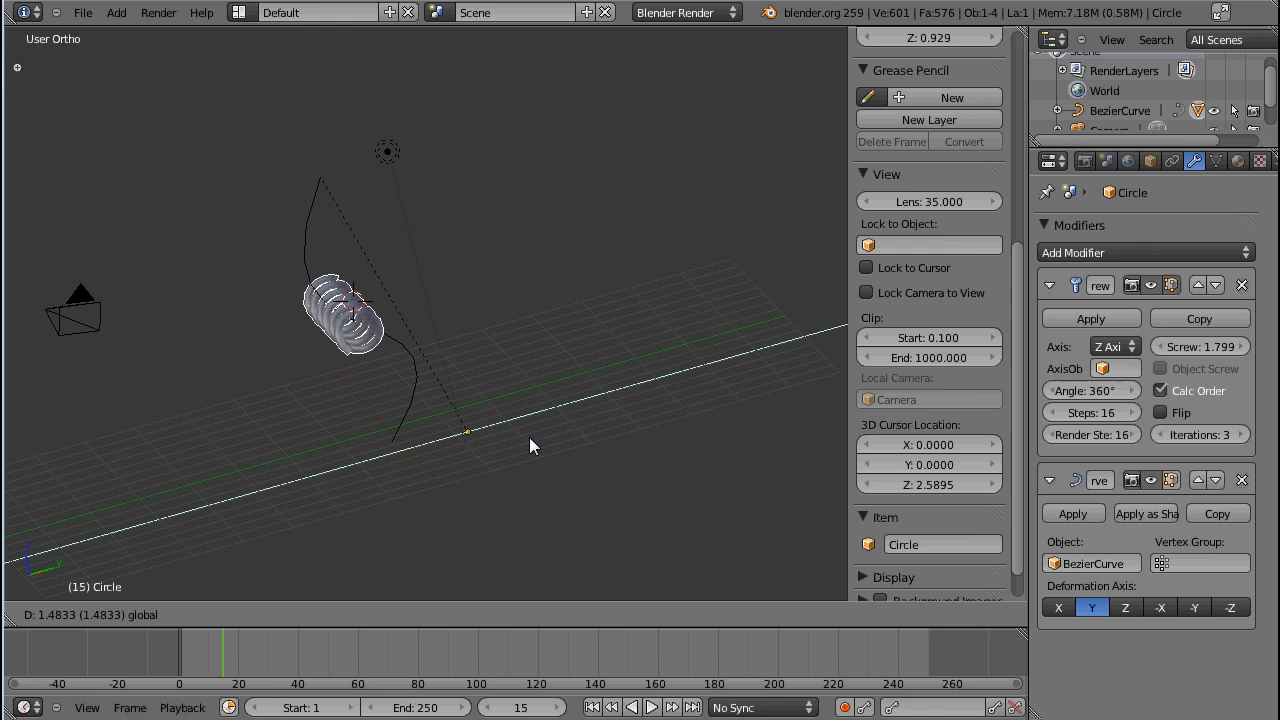 File Add Render Help Default Scene Blender Render blender.org 259 | Ve:601 | Fa:576 | Ob:1-4 | La:1 | Mem:7.18M (0.58M) | Circle
User Ortho
(15) Circle
D: 1.4833 (1.4833) global
Z: 0.929
Grease Pencil
New
New Layer
Delete Frame Convert
View
Lens: 35.000
Lock to Object:
Lock to Cursor
Lock Camera to View
Clip:
Start: 0.100
End: 1000.000
Local Camera:
Camera
3D Cursor Location:
X: 0.0000
Y: 0.0000
Z: 2.5895
Item
Circle
Display
View Search All Scenes
RenderLayers
World
BezierCurve
Circle
Modifiers
Add Modifier
rew
Apply Copy
Axis: Z Axi Screw: 1.799
AxisOb Object Screw
Angle: 360° Calc Order
Steps: 16 Flip
Render Ste: 16 Iterations: 3
rve
Apply Apply as Sha Copy
Object: Vertex Group:
BezierCurve
Deformation Axis:
X Y Z -X -Y -Z
-40 -20 0 20 40 60 80 100 120 140 160 180 200 220 240 260
View Frame Playback Start: 1 End: 250 15 No Sync